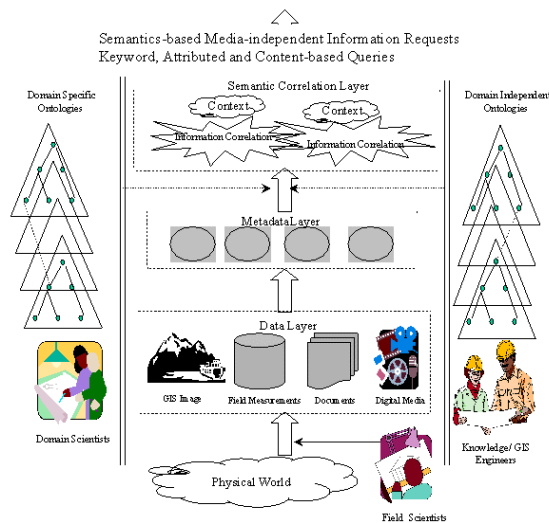 Semantics-based Media-independent Information Requests
Keyword, Attributed and Content-based Queries
Domain Specific
Ontologies
Semantic Correlation Layer
Domain Independent
Ontologies
Context
Context
Information Correlation
Information Correlation
MetadataLayer
Data Layer
GIS Image
Field Measurements
Documents
Digital Media
Domain Scientists
Knowledge/ GIS
Engineers
Physical World
Field Scientists